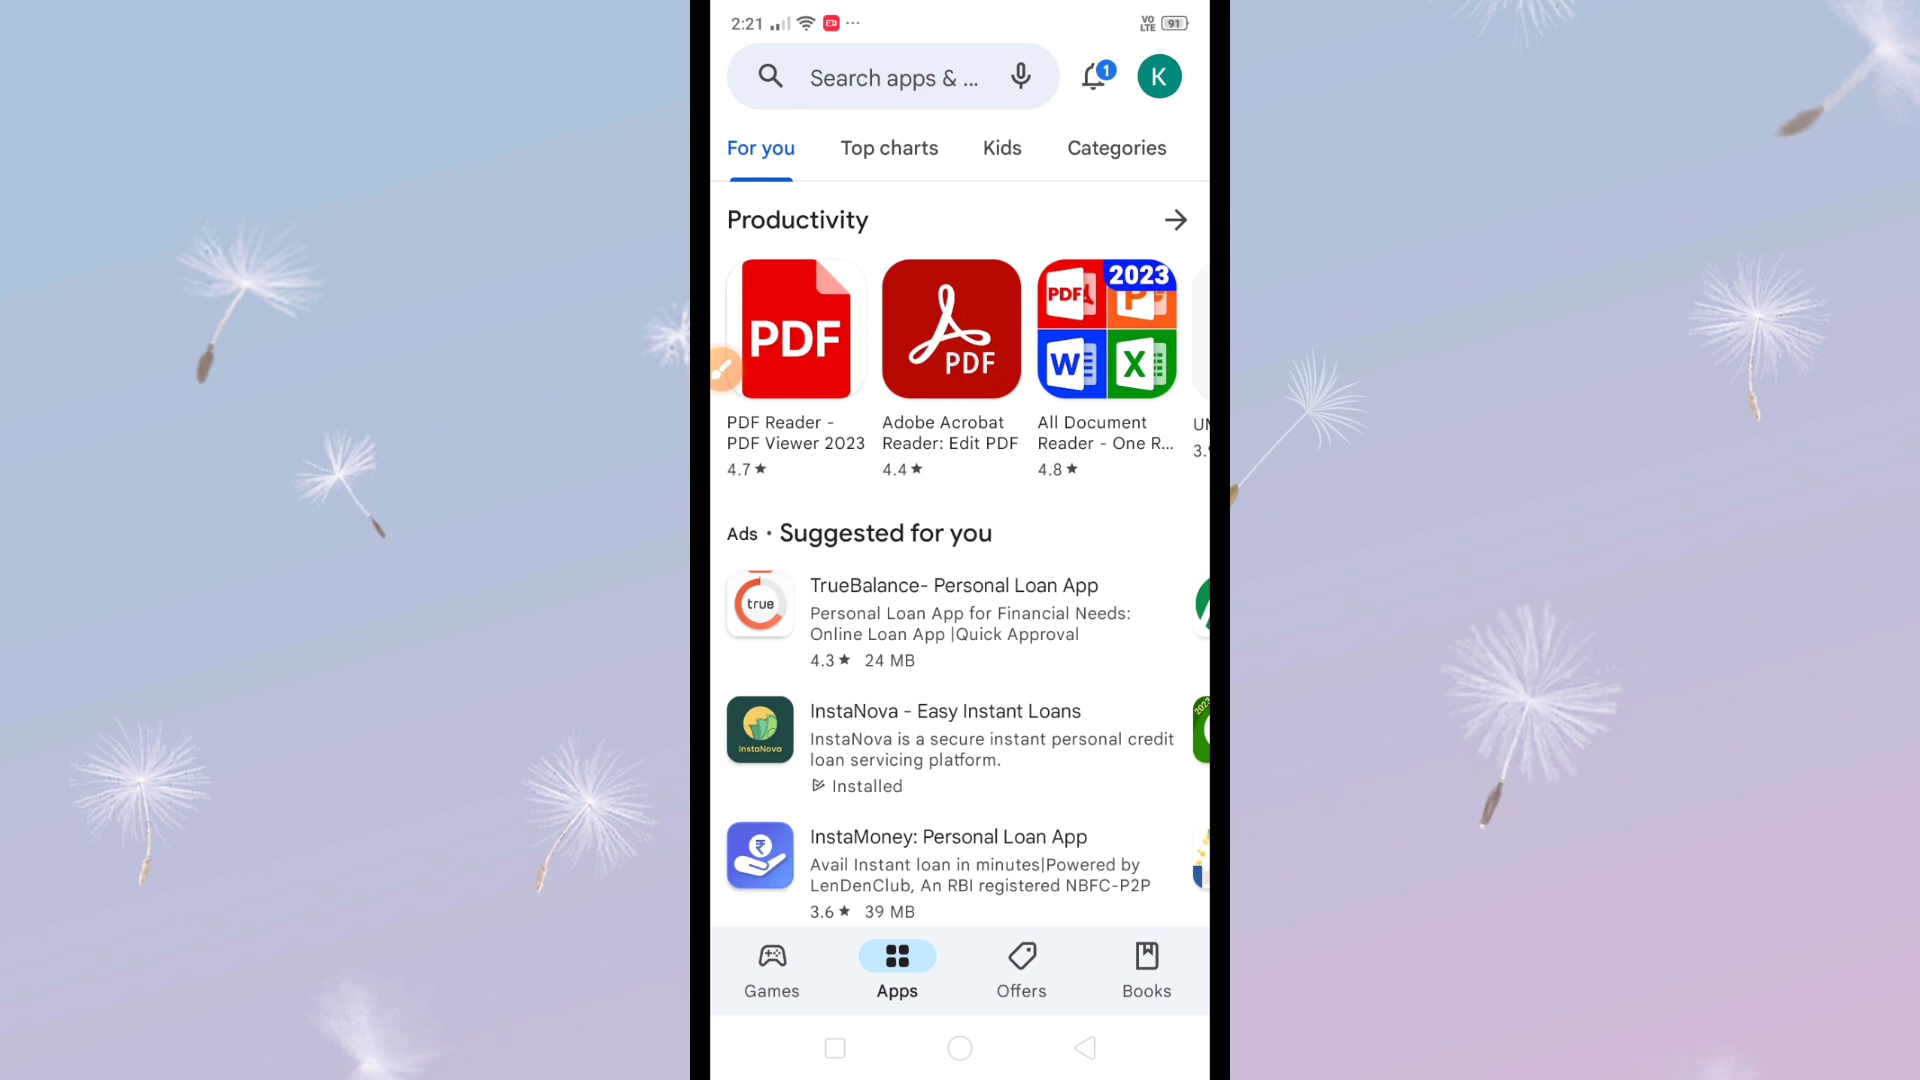 2:21
VO LTE 91
Search apps & ...
1
K
For you Top charts Kids Categories
Productivity
PDF
PDF
PDF 2023 P W X
PDF Reader - PDF Viewer 2023
4.7 ★
Adobe Acrobat Reader: Edit PDF
4.4 ★
All Document Reader - One R...
4.8 ★
Ads • Suggested for you
true
TrueBalance- Personal Loan App
Personal Loan App for Financial Needs:
Online Loan App |Quick Approval
4.3 ★ 24 MB
InstaNova
InstaNova - Easy Instant Loans
InstaNova is a secure instant personal credit
loan servicing platform.
Installed
2023
₹
InstaMoney: Personal Loan App
Avail Instant loan in minutes|Powered by
LenDenClub, An RBI registered NBFC-P2P
3.6 ★ 39 MB
Games Apps Offers Books